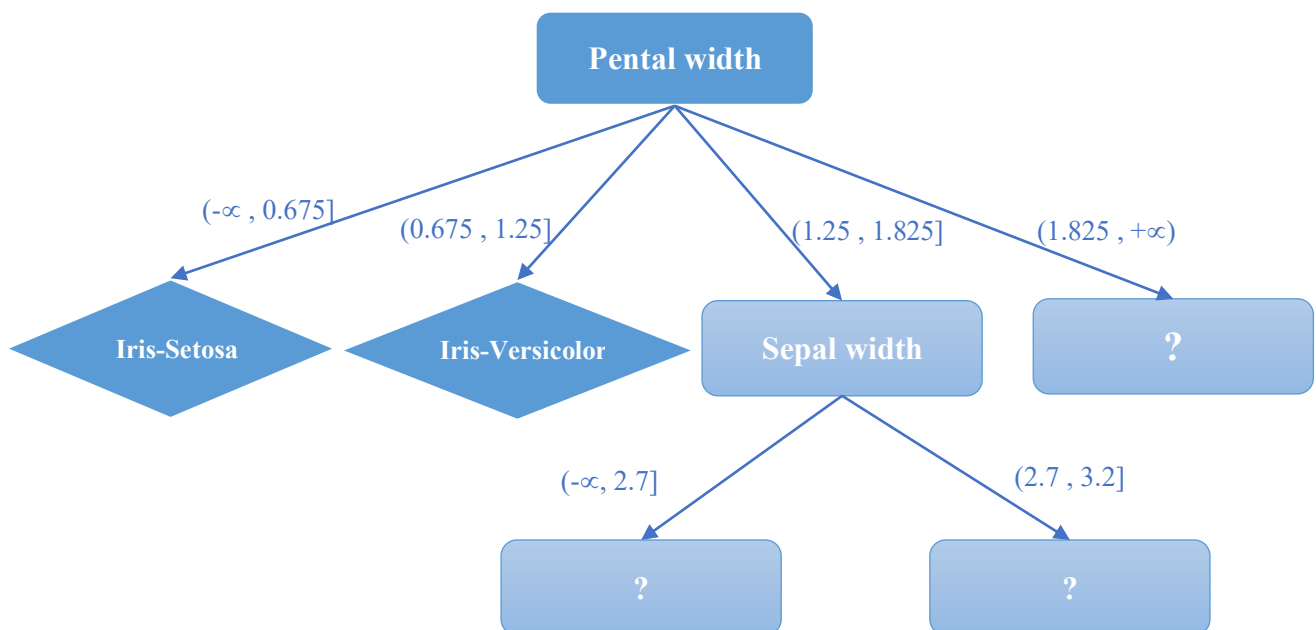 Pental width
(-∞ , 0.675]
(0.675 , 1.25]
(1.25 , 1.825]
(1.825 , +∞)
Iris-Setosa
Iris-Versicolor
Sepal width
?
(-∞, 2.7]
(2.7 , 3.2]
?
?